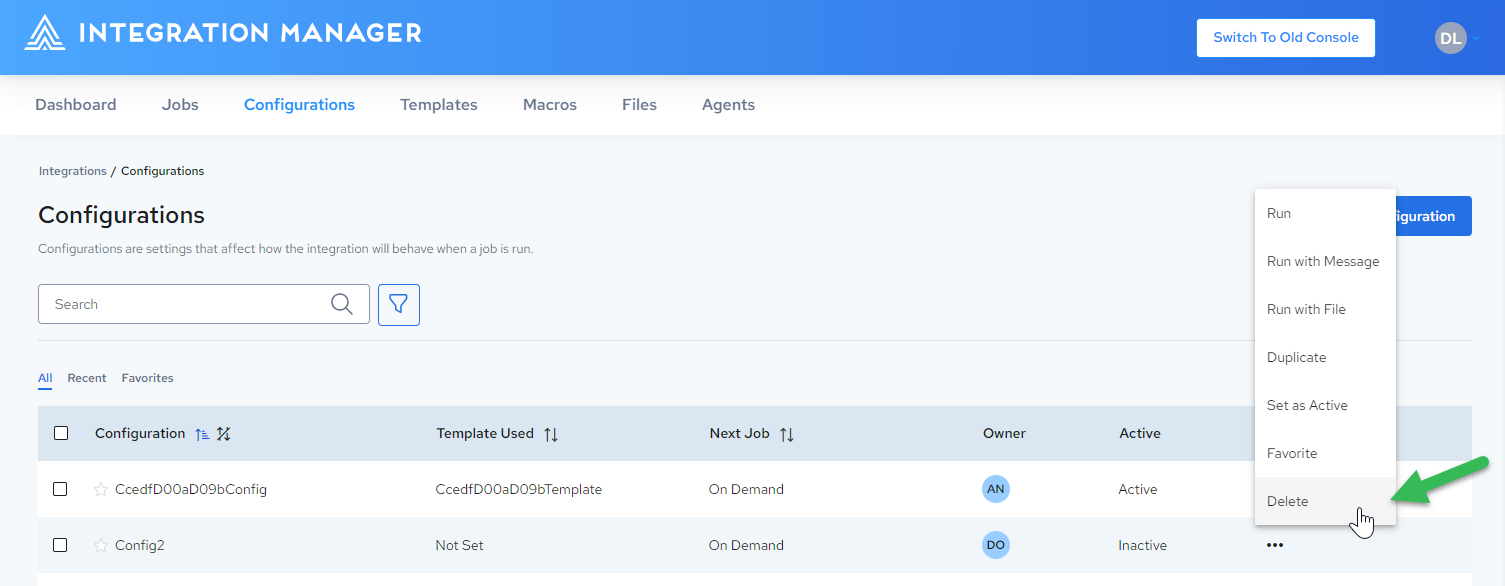 INTEGRATION MANAGER
Switch To Old Console
DL
Dashboard Jobs Configurations Templates Macros Files Agents
Integrations / Configurations
Configurations
Configurations are settings that affect how the integration will behave when a job is run.
Search
Run
Run with Message
Run with File
Duplicate
Set as Active
Favorite
Delete
All Recent Favorites
Configuration Template Used Next Job Owner Active
CcedfD00aD09bConfig CcedfD00aD09bTemplate On Demand AN Active
Config2 Not Set On Demand DO Inactive •••